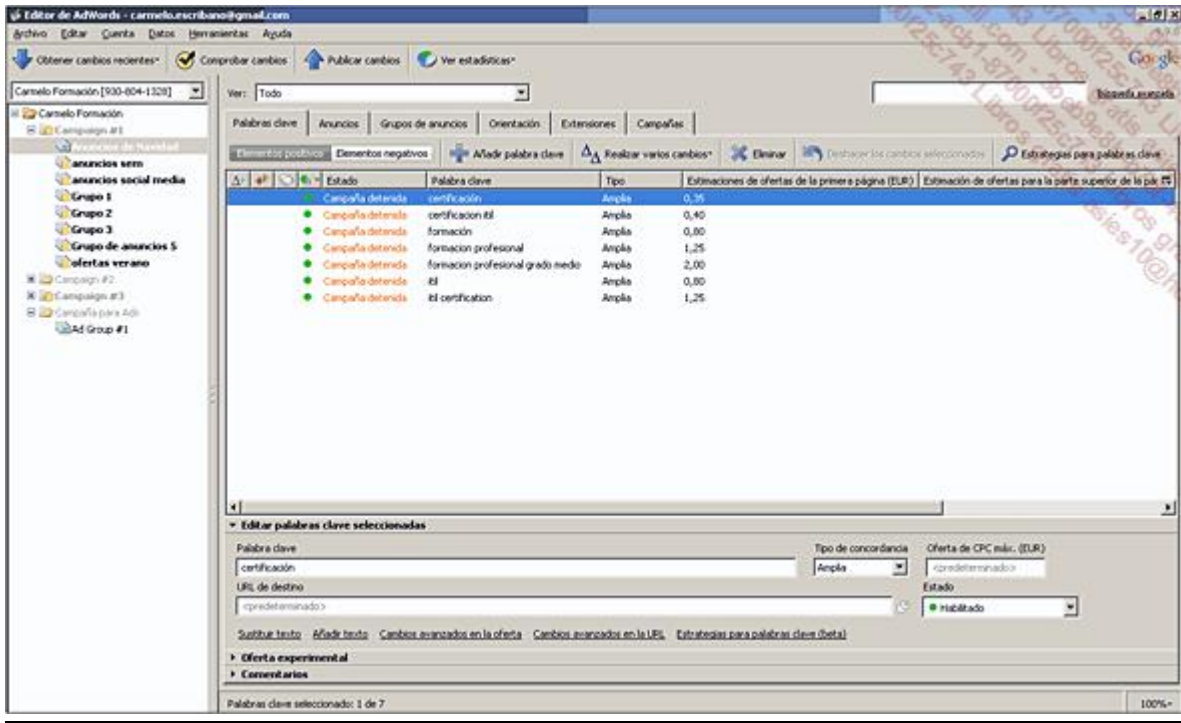 Editor de AdWords - carmelo.escribano@gmail.com
Archivo Editar Cuenta Datos Herramientas Ayuda
Obtener cambios recientes Comprobar cambios Publicar cambios Ver estadísticas Google
Carmelo Formación [930-804-1328] Ver: Todo búsqueda avanzada
Carmelo Formación
Campaign #1
Anuncios de Navidad
anuncios sem
anuncios social media
Grupo 1
Grupo 2
Grupo 3
Grupo de anuncios 5
ofertas verano
Campaign #2
Campaign #3
Campaña para Ads
Ad Group #1
Palabras clave Anuncios Grupos de anuncios Orientación Extensiones Campañas
Elementos positivos Elementos negativos Añadir palabra clave Realizar varios cambios Eliminar Deshacer los cambios seleccionados Estrategias para palabras clave
Estado Palabra clave Tipo Estimaciones de ofertas de la primera página (EUR) Estimación de ofertas para la parte superior de la pág
Campaña detenida certificación Amplia 0,35
Campaña detenida certificacion itil Amplia 0,40
Campaña detenida formación Amplia 0,80
Campaña detenida formacion profesional Amplia 1,25
Campaña detenida formacion profesional grado medio Amplia 2,00
Campaña detenida itil Amplia 0,80
Campaña detenida itil certification Amplia 1,25
Editar palabras clave seleccionadas
Palabra clave Tipo de concordancia Oferta de CPC máx. (EUR)
certificación Amplia <predeterminado>
URL de destino Estado
<predeterminado> Habilitado
Sustituir texto Añadir texto Cambios avanzados en la oferta Cambios avanzados en la URL Estrategias para palabras clave (beta)
Oferta experimental
Comentarios
Palabras clave seleccionado: 1 de 7 100%